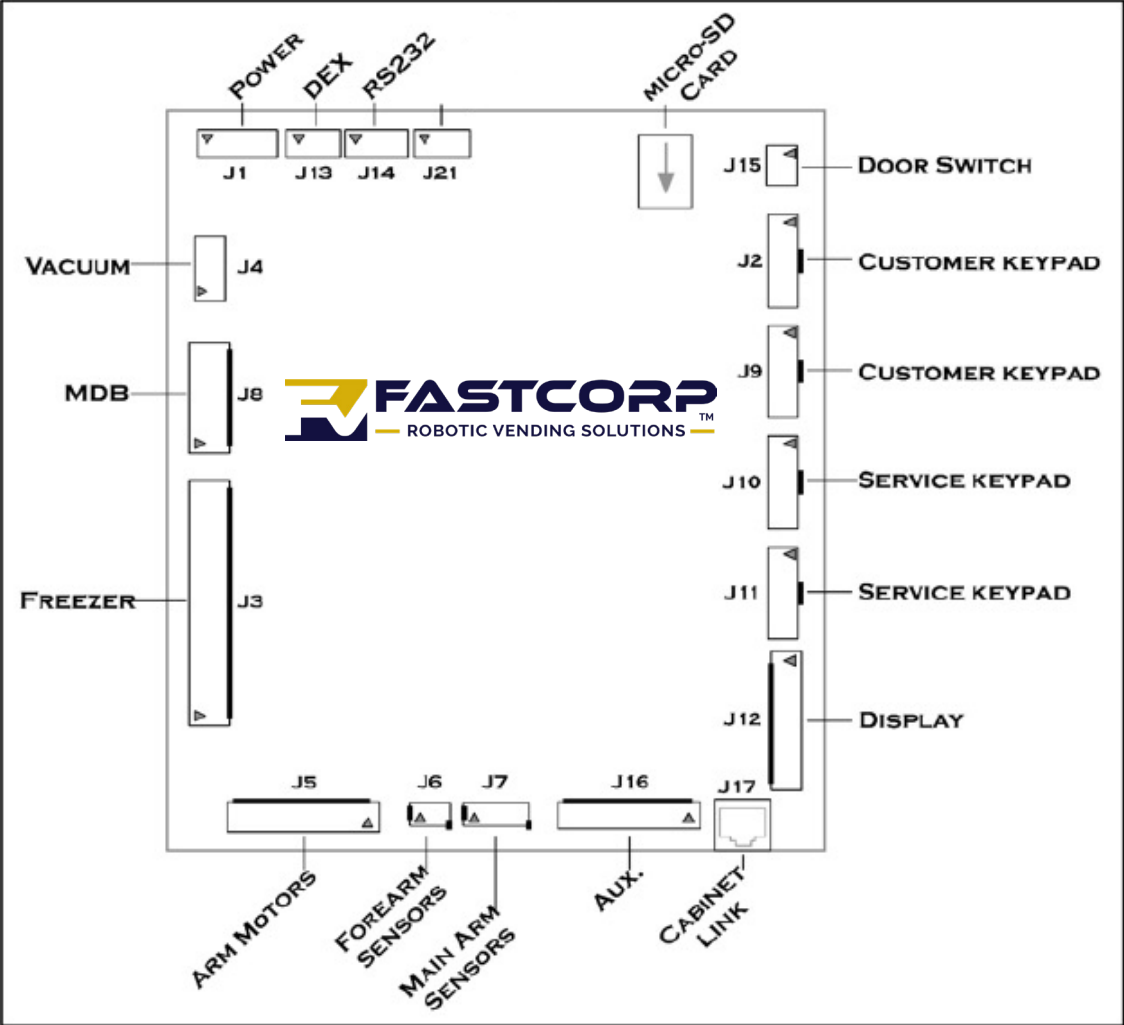 POWER
DEX
RS232
MICRO-SD
CARD
J1
J13
J14
J21
J15
DOOR SWITCH
VACUUM
J4
J2
CUSTOMER KEYPAD
MDB
J8
J9
CUSTOMER KEYPAD
FASTCORP™
ROBOTIC VENDING SOLUTIONS
J10
SERVICE KEYPAD
FREEZER
J3
J11
SERVICE KEYPAD
J12
DISPLAY
J5
J6
J7
J16
J17
ARM MOTORS
FOREARM
SENSORS
MAIN ARM
SENSORS
AUX.
CABINET
LINK